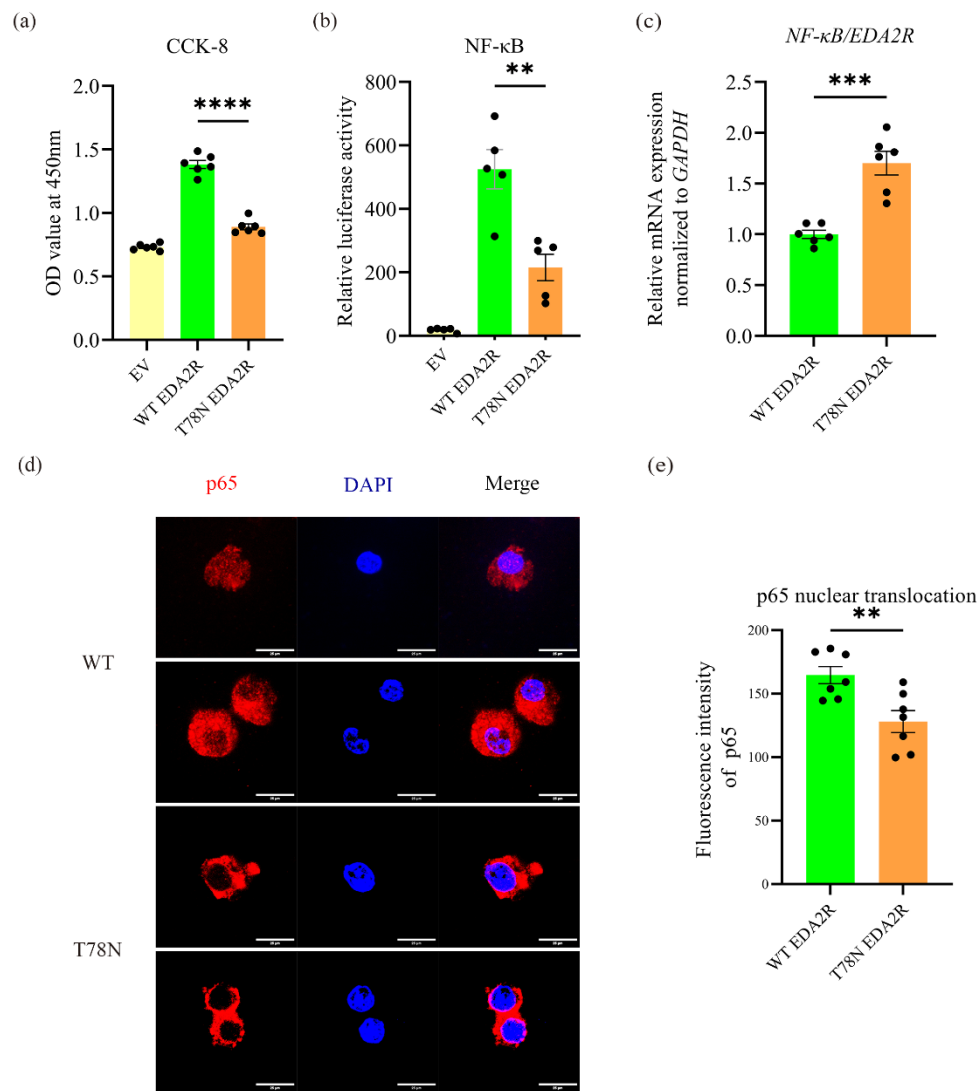 (a)
CCK-8
OD value at 450nm
2.0
1.5
1.0
0.5
0.0
****
EV
WT EDA2R
T78N EDA2R
(b)
NF-κB
Relative luciferase activity
800
600
400
200
0
**
EV
WT EDA2R
T78N EDA2R
(c)
NF-κB/EDA2R
Relative mRNA expression
normalized to GAPDH
2.5
2.0
1.5
1.0
0.5
0.0
***
WT EDA2R
T78N EDA2R
(d)
p65
DAPI
Merge
WT
T78N
(e)
p65 nuclear translocation
Fluorescence intensity
of p65
200
150
100
50
0
**
WT EDA2R
T78N EDA2R